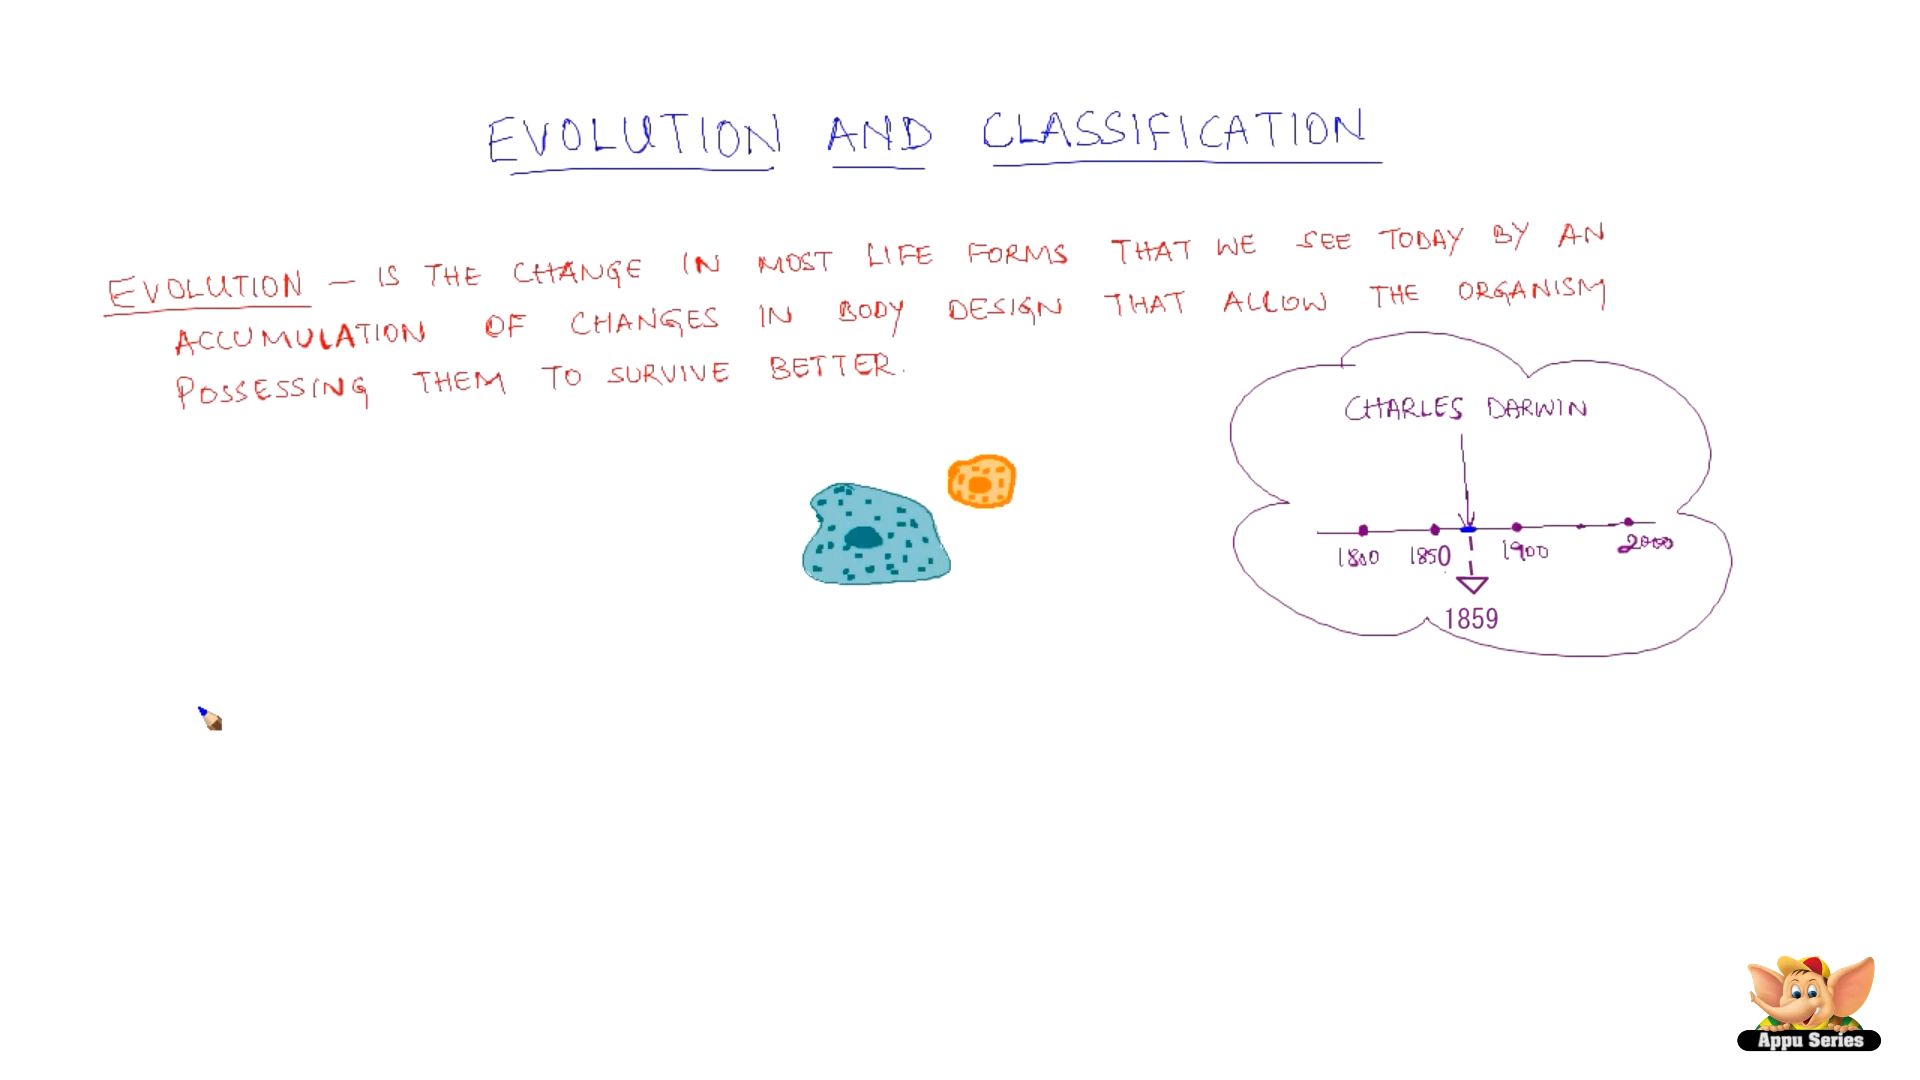 EVOLUTION AND CLASSIFICATION
EVOLUTION – IS THE CHANGE IN MOST LIFE FORMS THAT WE SEE TODAY BY AN
ACCUMULATION OF CHANGES IN BODY DESIGN THAT ALLOW THE ORGANISM
POSSESSING THEM TO SURVIVE BETTER.
CHARLES DARWIN
1800 1850 1900 2000
1859
Appu Series